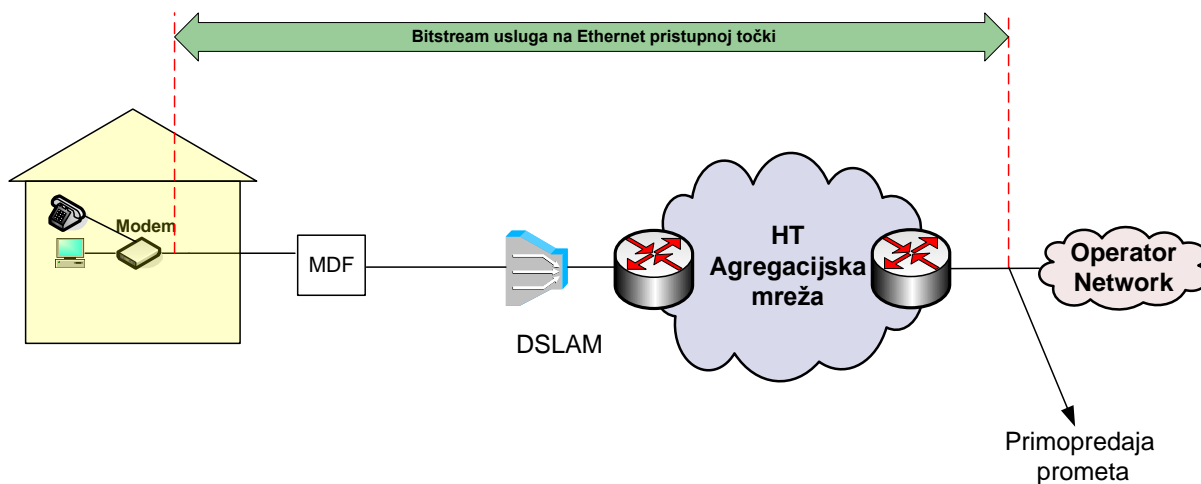 Bitstream usluga na Ethernet pristupnoj točki
Modem
MDF
DSLAM
HT
Agregacijska
mreža
Operator
Network
Primopredaja
prometa